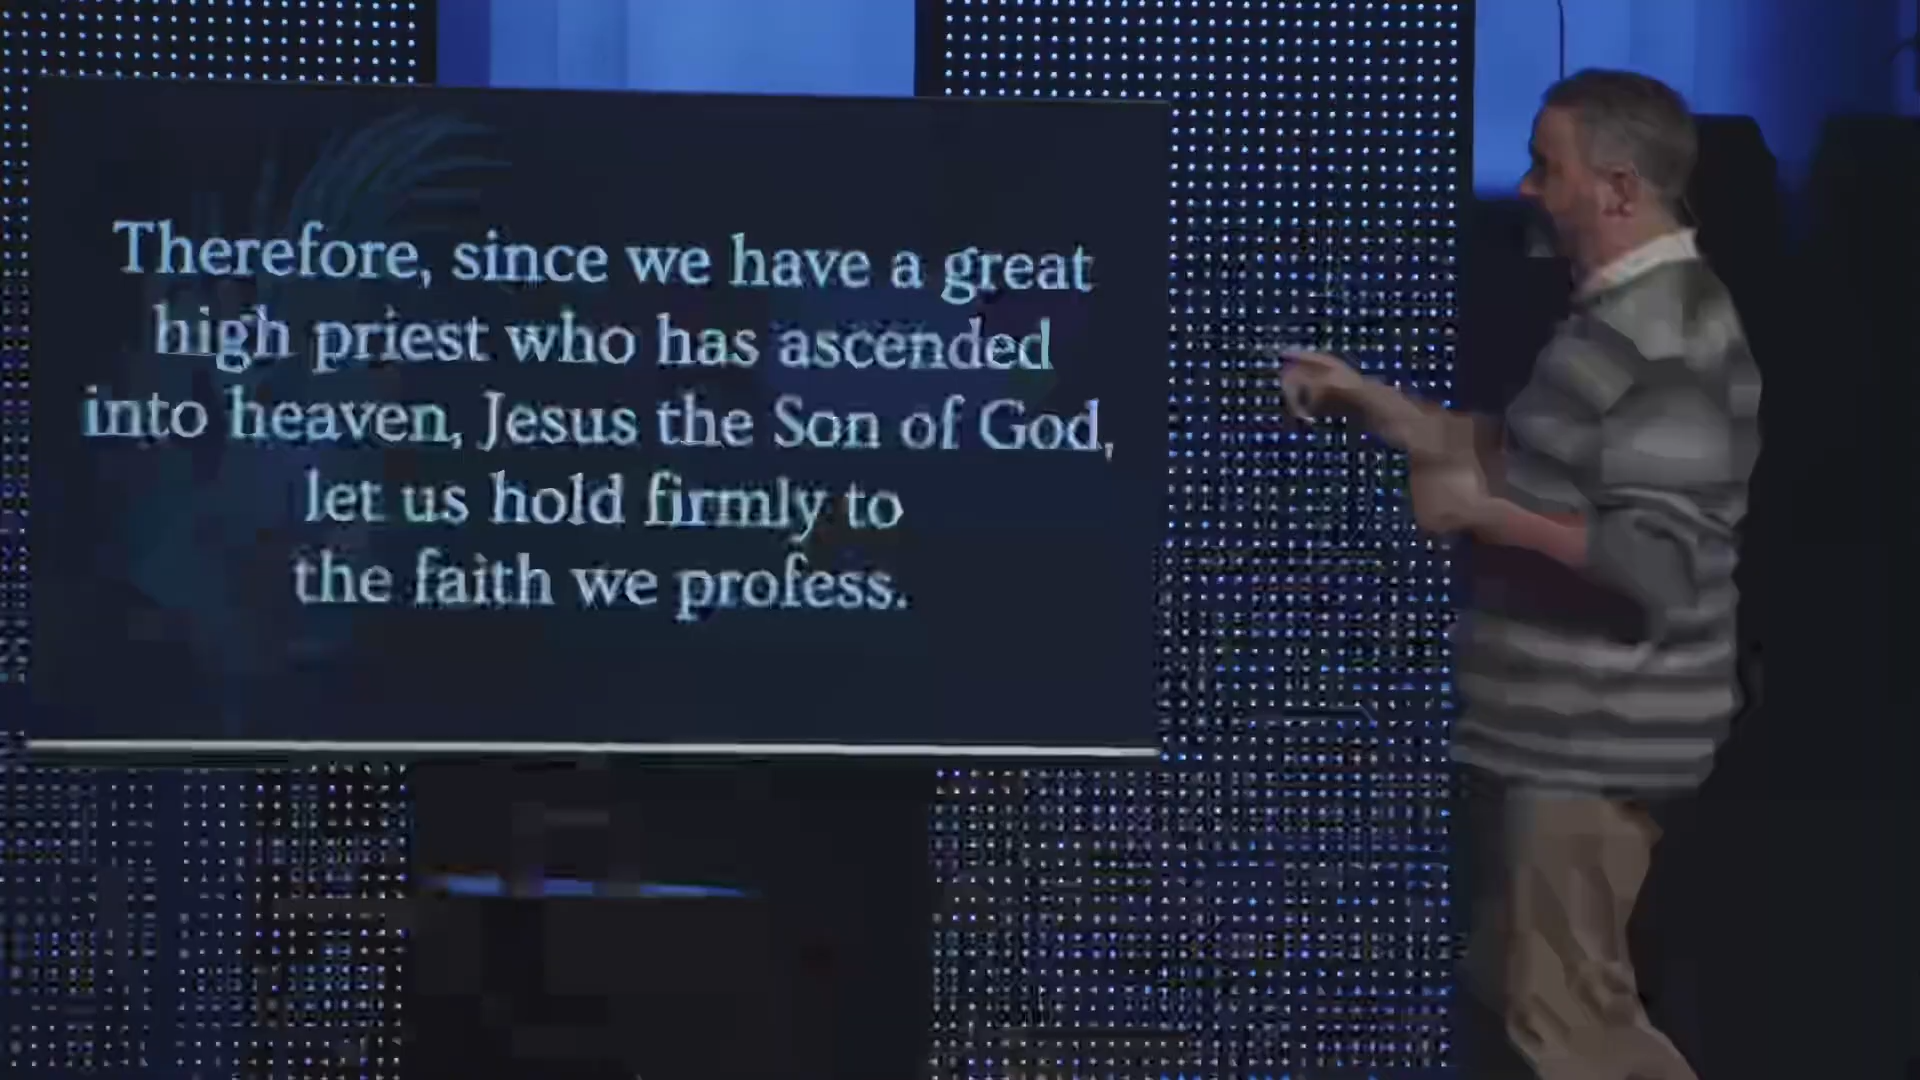 Therefore, since we have a great
high priest who has ascended
into heaven, Jesus the Son of God,
let us hold firmly to
the faith we profess.